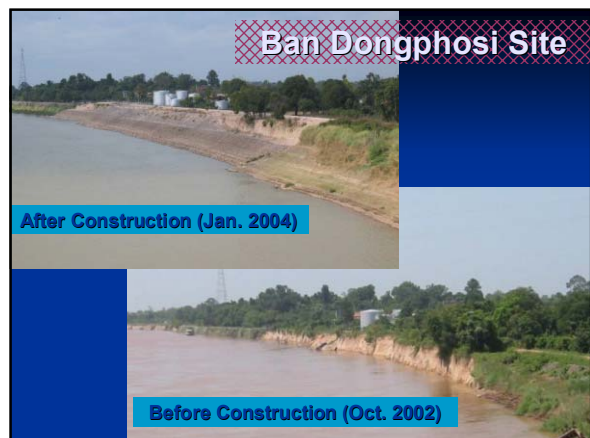 Ban Dongphosi Site
After Construction (Jan. 2004)
Before Construction (Oct. 2002)